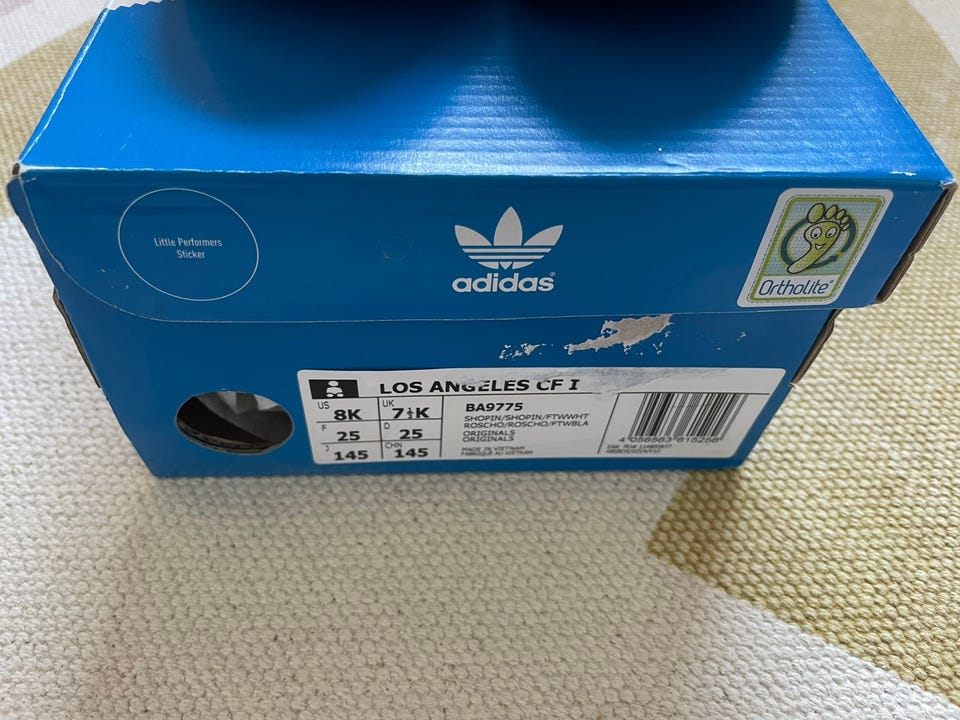 Little Performers
Sticker
adidas®
Ortholite®
LOS ANGELES CF I
US 8K
UK 7½K
F 25
D 25
J 145
CHN 145
BA9775
SHOPIN/SHOPIN/FTWWHT
ROSCHO/ROSCHO/FTWBLA
ORIGINALS
ORIGINALS
MADE IN VIETNAM
FABRIQUÉ AU VIETNAM